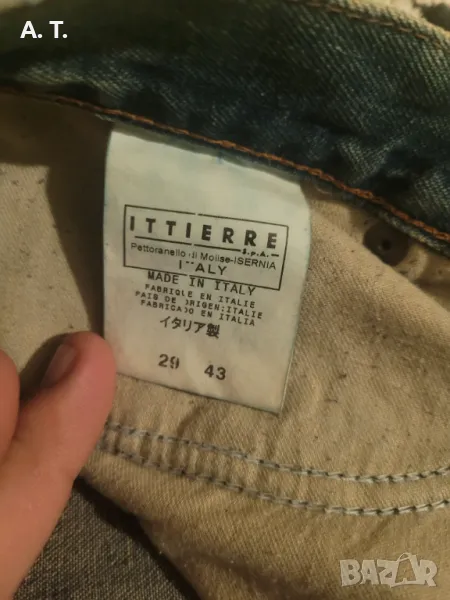 A. T.
ITTIERRE
S.p.A.
Pettoranello il Molise-ISERNIA
ITALY
MADE IN ITALY
FABRIQUE EN ITALIE
PAIS DE ORIGEN:ITALIE
FABRICADO EN ITALIA
イタリア製
29 43
bazar